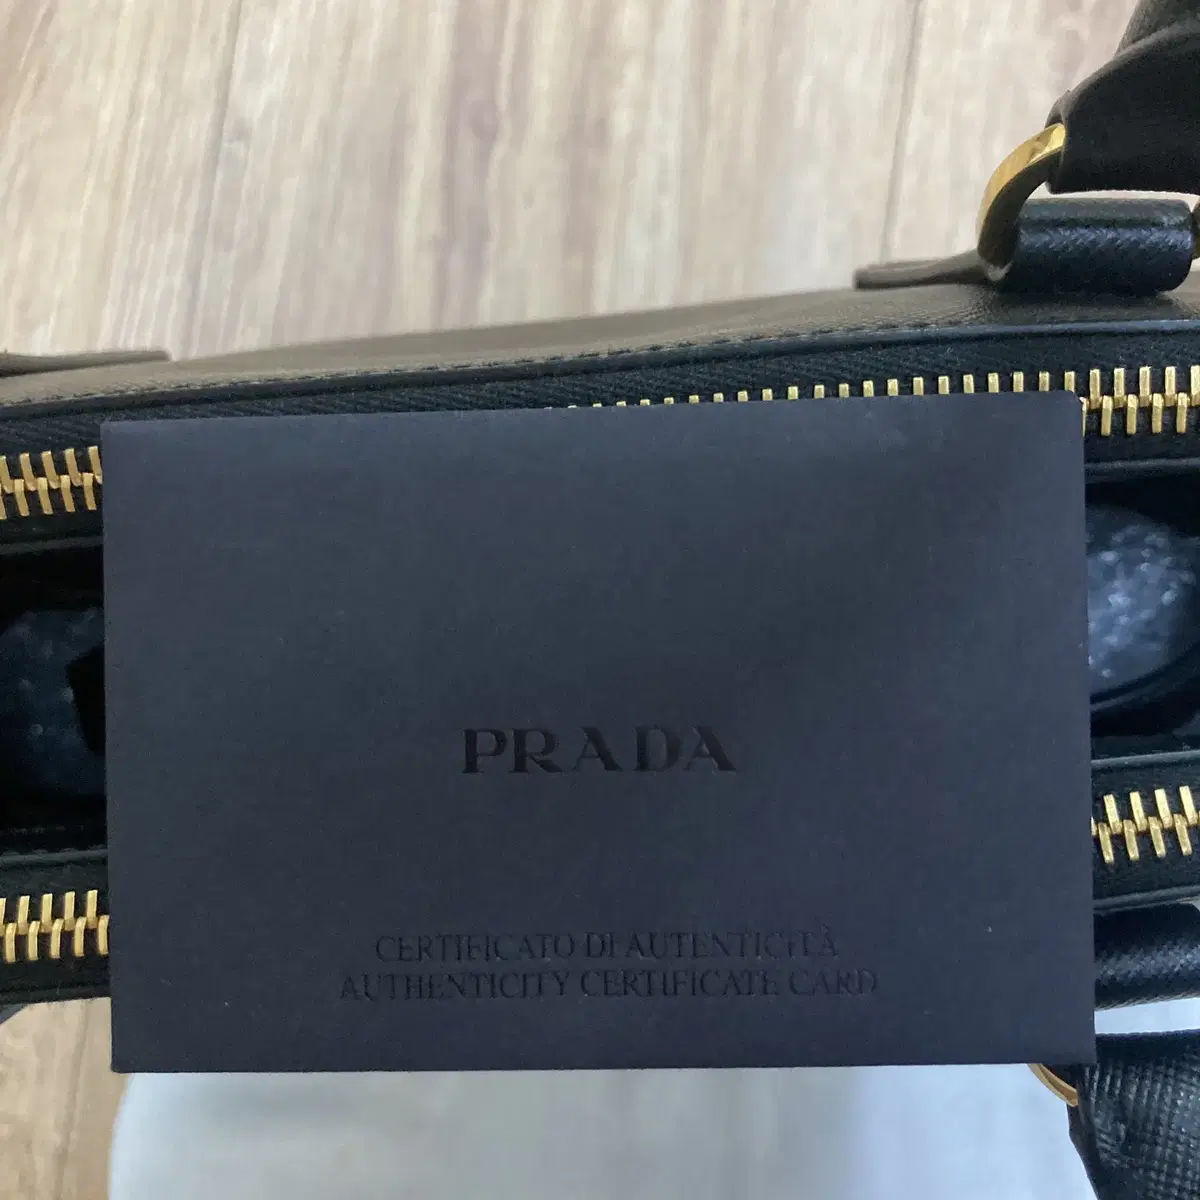 PRADA
CERTIFICATO DI AUTENTICITÀ
AUTHENTICITY CERTIFICATE CARD